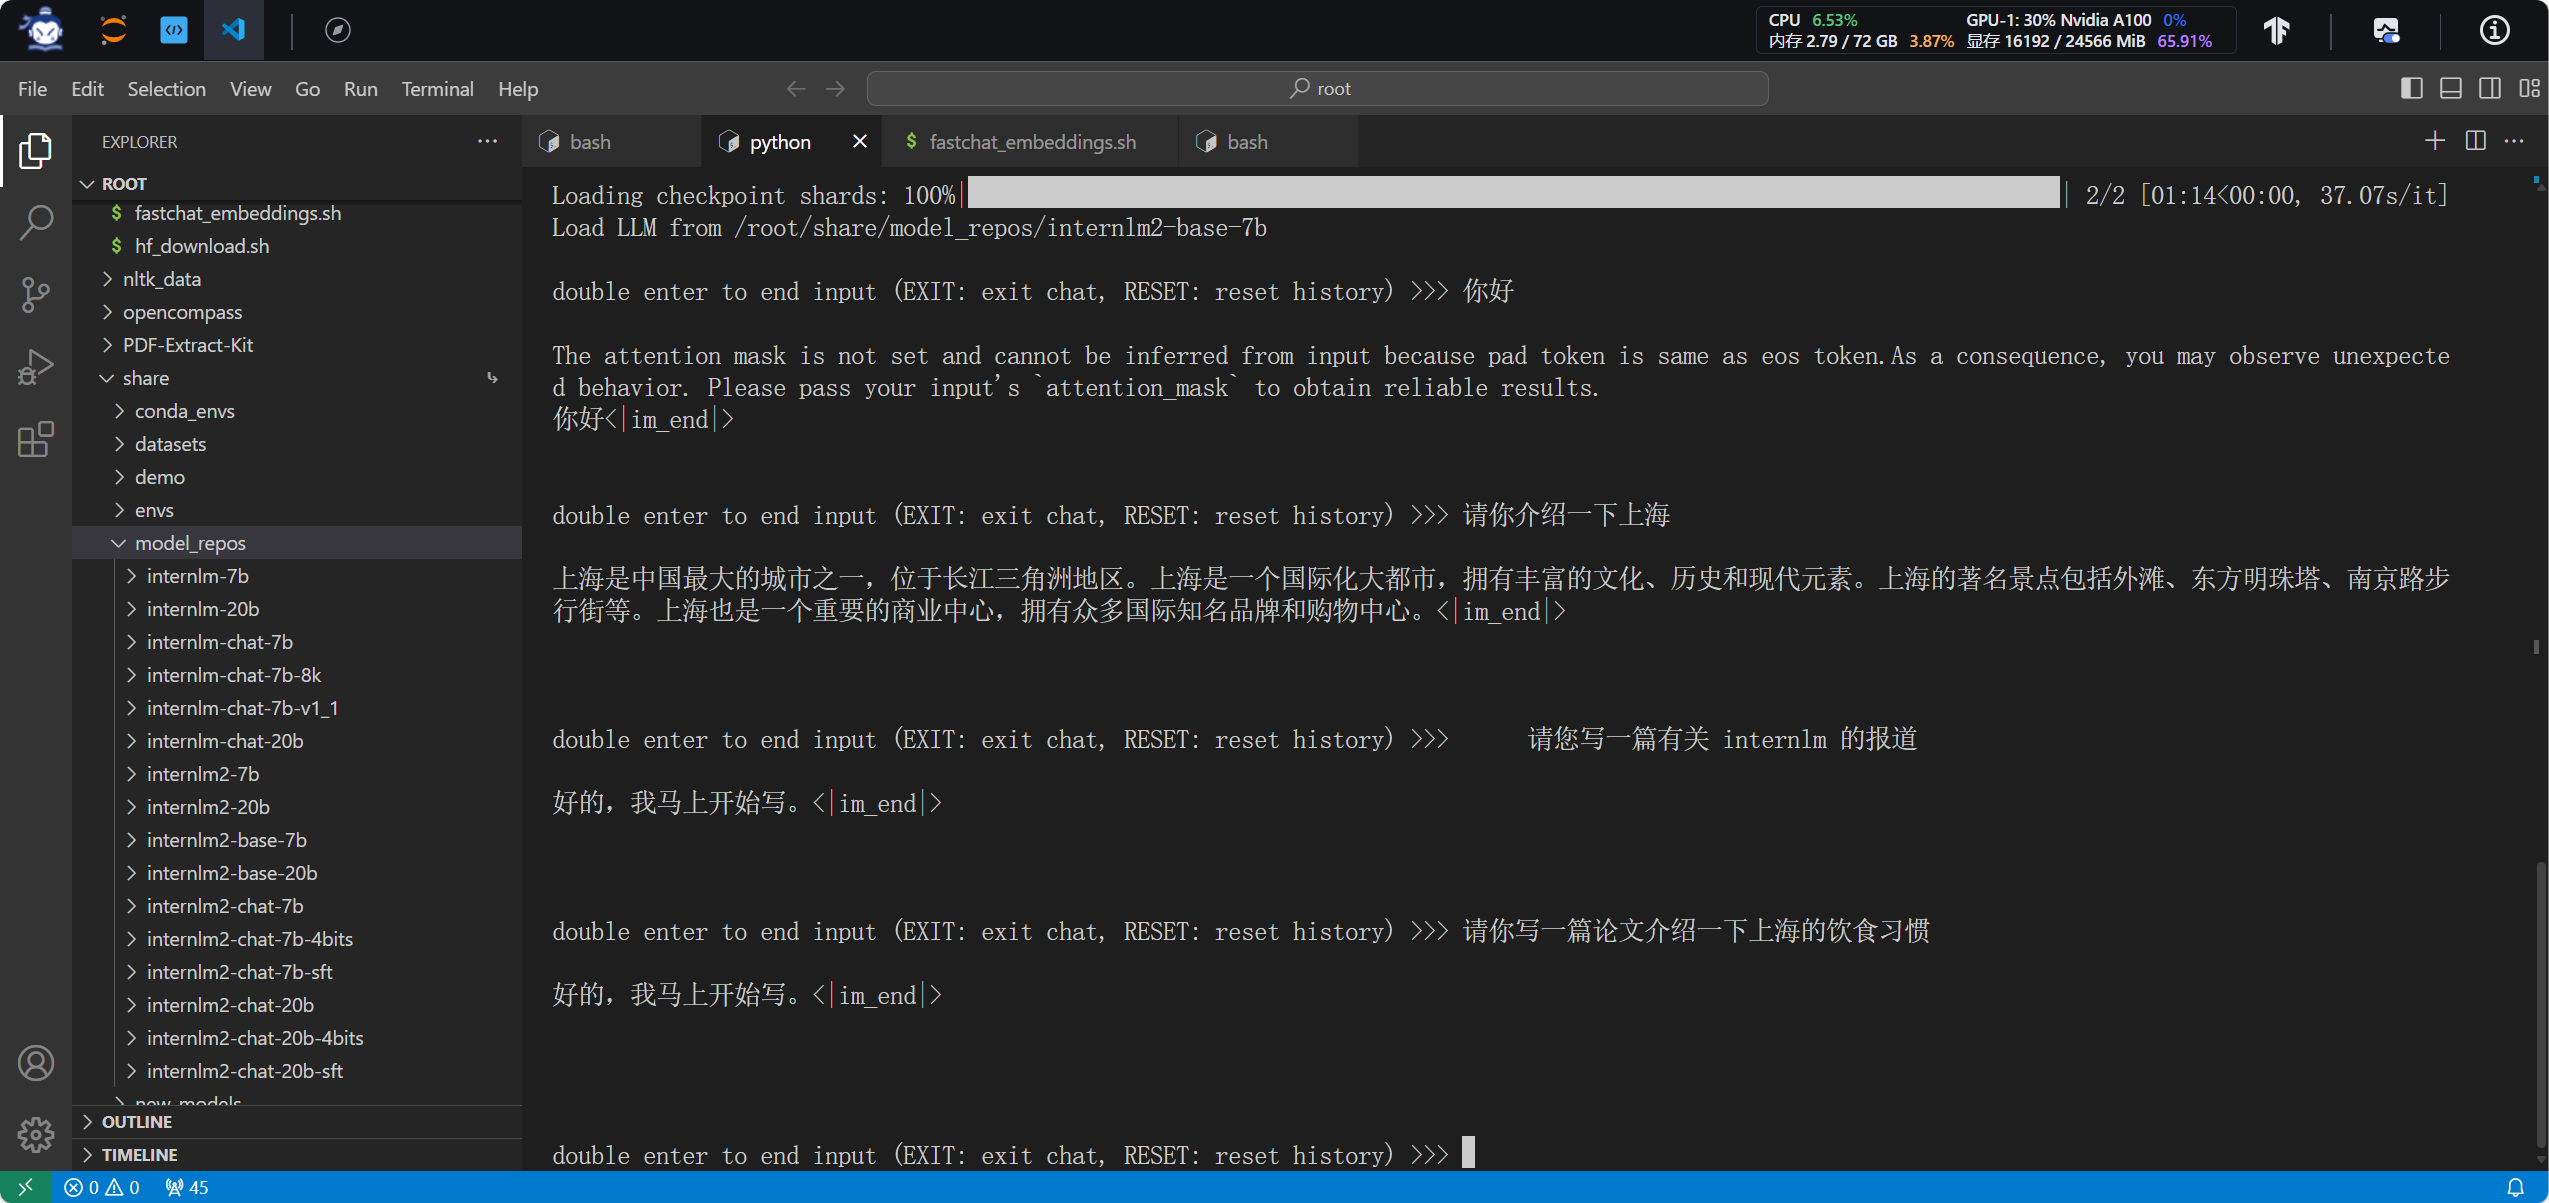 CPU 6.53% GPU-1: 30% Nvidia A100 0%
内存 2.79 / 72 GB 3.87% 显存 16192 / 24566 MiB 65.91%
File Edit Selection View Go Run Terminal Help
root
EXPLORER
bash
python
$ fastchat_embeddings.sh
bash
ROOT
$ fastchat_embeddings.sh
$ hf_download.sh
nltk_data
opencompass
PDF-Extract-Kit
share
conda_envs
datasets
demo
envs
model_repos
internlm-7b
internlm-20b
internlm-chat-7b
internlm-chat-7b-8k
internlm-chat-7b-v1_1
internlm-chat-20b
internlm2-7b
internlm2-20b
internlm2-base-7b
internlm2-base-20b
internlm2-chat-7b
internlm2-chat-7b-4bits
internlm2-chat-7b-sft
internlm2-chat-20b
internlm2-chat-20b-4bits
internlm2-chat-20b-sft
new_models
OUTLINE
TIMELINE
Loading checkpoint shards: 100%| | 2/2 [01:14<00:00, 37.07s/it]
Load LLM from /root/share/model_repos/internlm2-base-7b
double enter to end input (EXIT: exit chat, RESET: reset history) >>> 你好
The attention mask is not set and cannot be inferred from input because pad token is same as eos token.As a consequence, you may observe unexpecte
d behavior. Please pass your input's `attention_mask` to obtain reliable results.
你好<|im_end|>
double enter to end input (EXIT: exit chat, RESET: reset history) >>> 请你介绍一下上海
上海是中国最大的城市之一，位于长江三角洲地区。上海是一个国际化大都市，拥有丰富的文化、历史和现代元素。上海的著名景点包括外滩、东方明珠塔、南京路步
行街等。上海也是一个重要的商业中心，拥有众多国际知名品牌和购物中心。<|im_end|>
double enter to end input (EXIT: exit chat, RESET: reset history) >>> 请您写一篇有关 internlm 的报道
好的，我马上开始写。<|im_end|>
double enter to end input (EXIT: exit chat, RESET: reset history) >>> 请你写一篇论文介绍一下上海的饮食习惯
好的，我马上开始写。<|im_end|>
double enter to end input (EXIT: exit chat, RESET: reset history) >>>
0 0 45